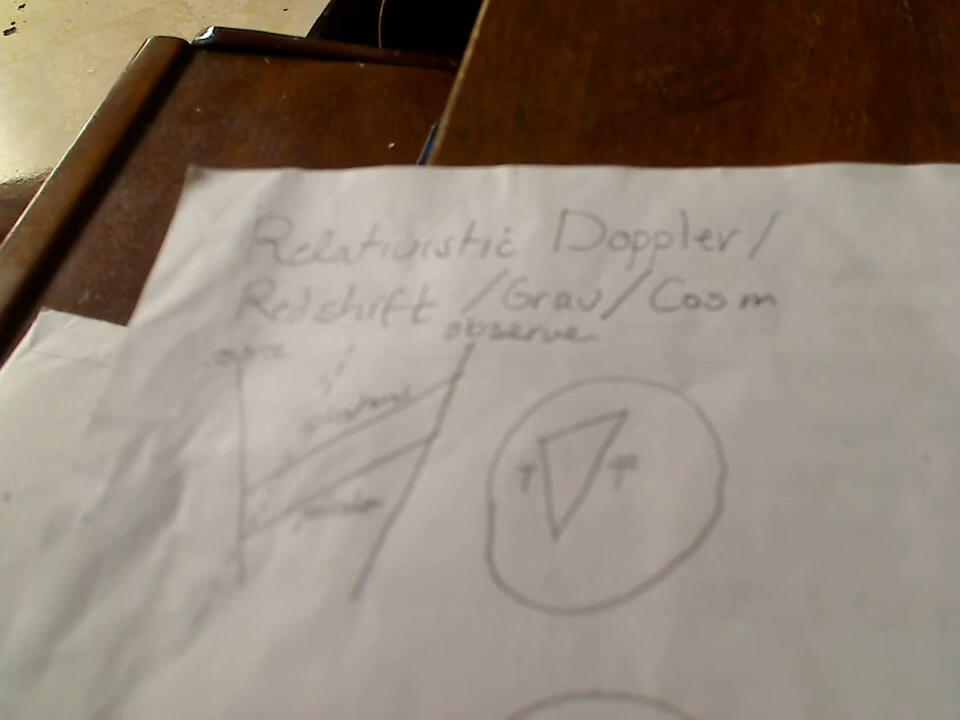 Relativistic Doppler/
Redshift /Grav/Cosm
observe
T T